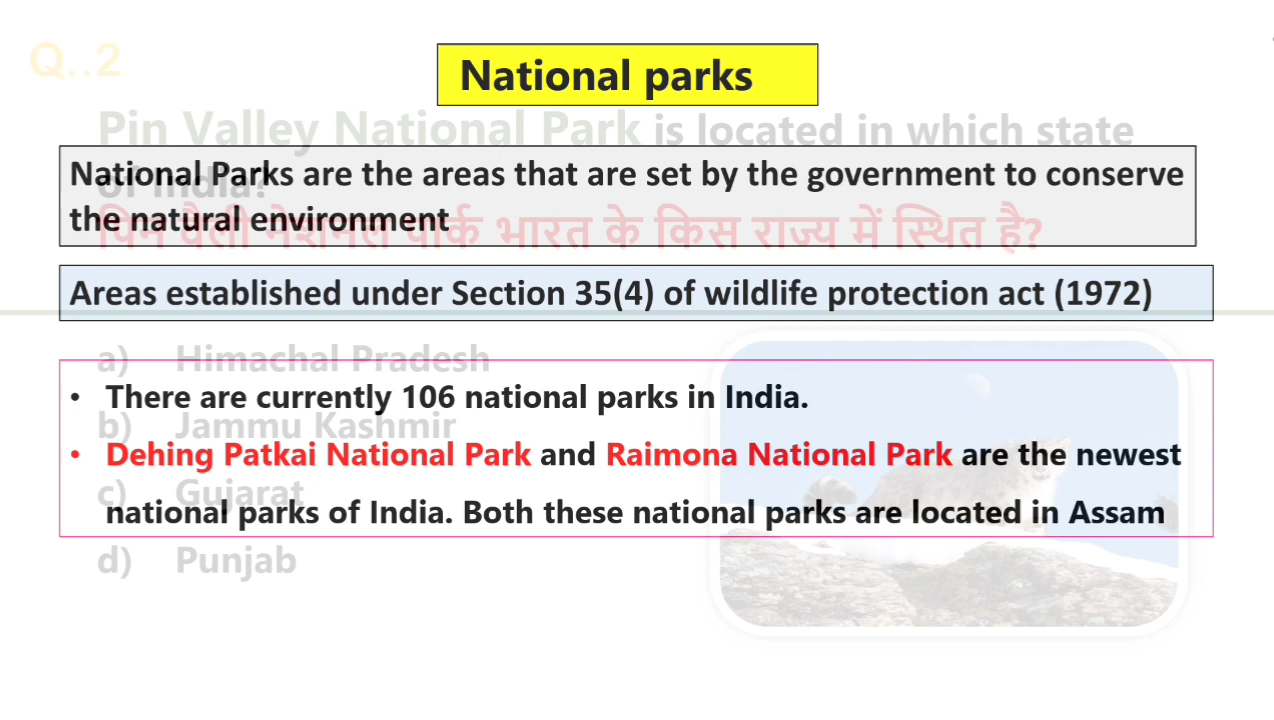 Q..2
National parks
Pin Valley National Park is located in which state
of India?
National Parks are the areas that are set by the government to conserve
the natural environment
पिन वैली नेशनल पार्क भारत के किस राज्य में स्थित है?
Areas established under Section 35(4) of wildlife protection act (1972)
a) Himachal Pradesh
• There are currently 106 national parks in India.
b) Jammu Kashmir
• Dehing Patkai National Park and Raimona National Park are the newest
c) Gujarat
national parks of India. Both these national parks are located in Assam
d) Punjab